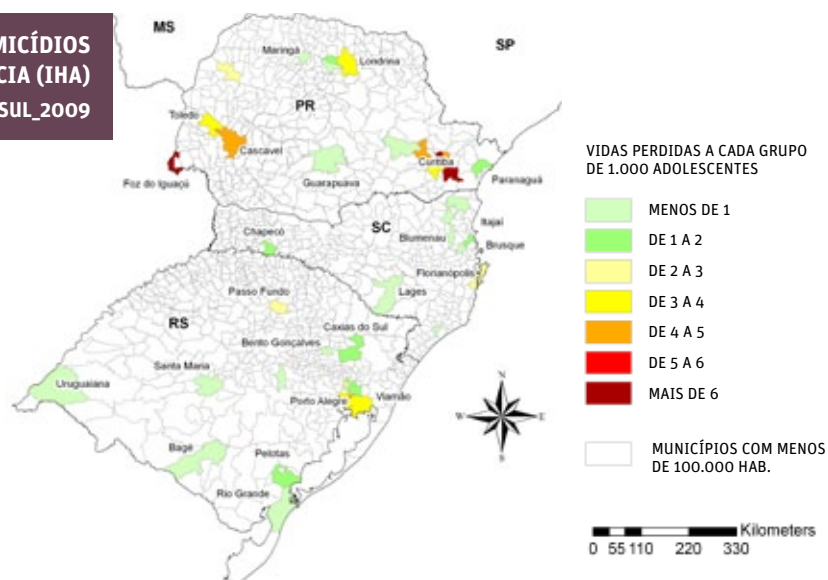 MICÍDIOS
CIA (IHA)
SUL_2009
MS
SP
Maringá
Londrina
PR
Toledo
Cascavel
Curitiba
Foz do Iguaçú
Guarapuava
Paranaguá
SC
Chapecó
Blumenau
Itajaí
Brusque
Florianópolis
Passo Fundo
Lages
RS
Caxias do Sul
Bento Gonçalves
Santa Maria
Uruguaiana
Porto Alegre
Viamão
Bagé
Pelotas
Rio Grande
N
W
E
S
VIDAS PERDIDAS A CADA GRUPO
DE 1.000 ADOLESCENTES
MENOS DE 1
DE 1 A 2
DE 2 A 3
DE 3 A 4
DE 4 A 5
DE 5 A 6
MAIS DE 6
MUNICÍPIOS COM MENOS
DE 100.000 HAB.
Kilometers
0 55 110 220 330